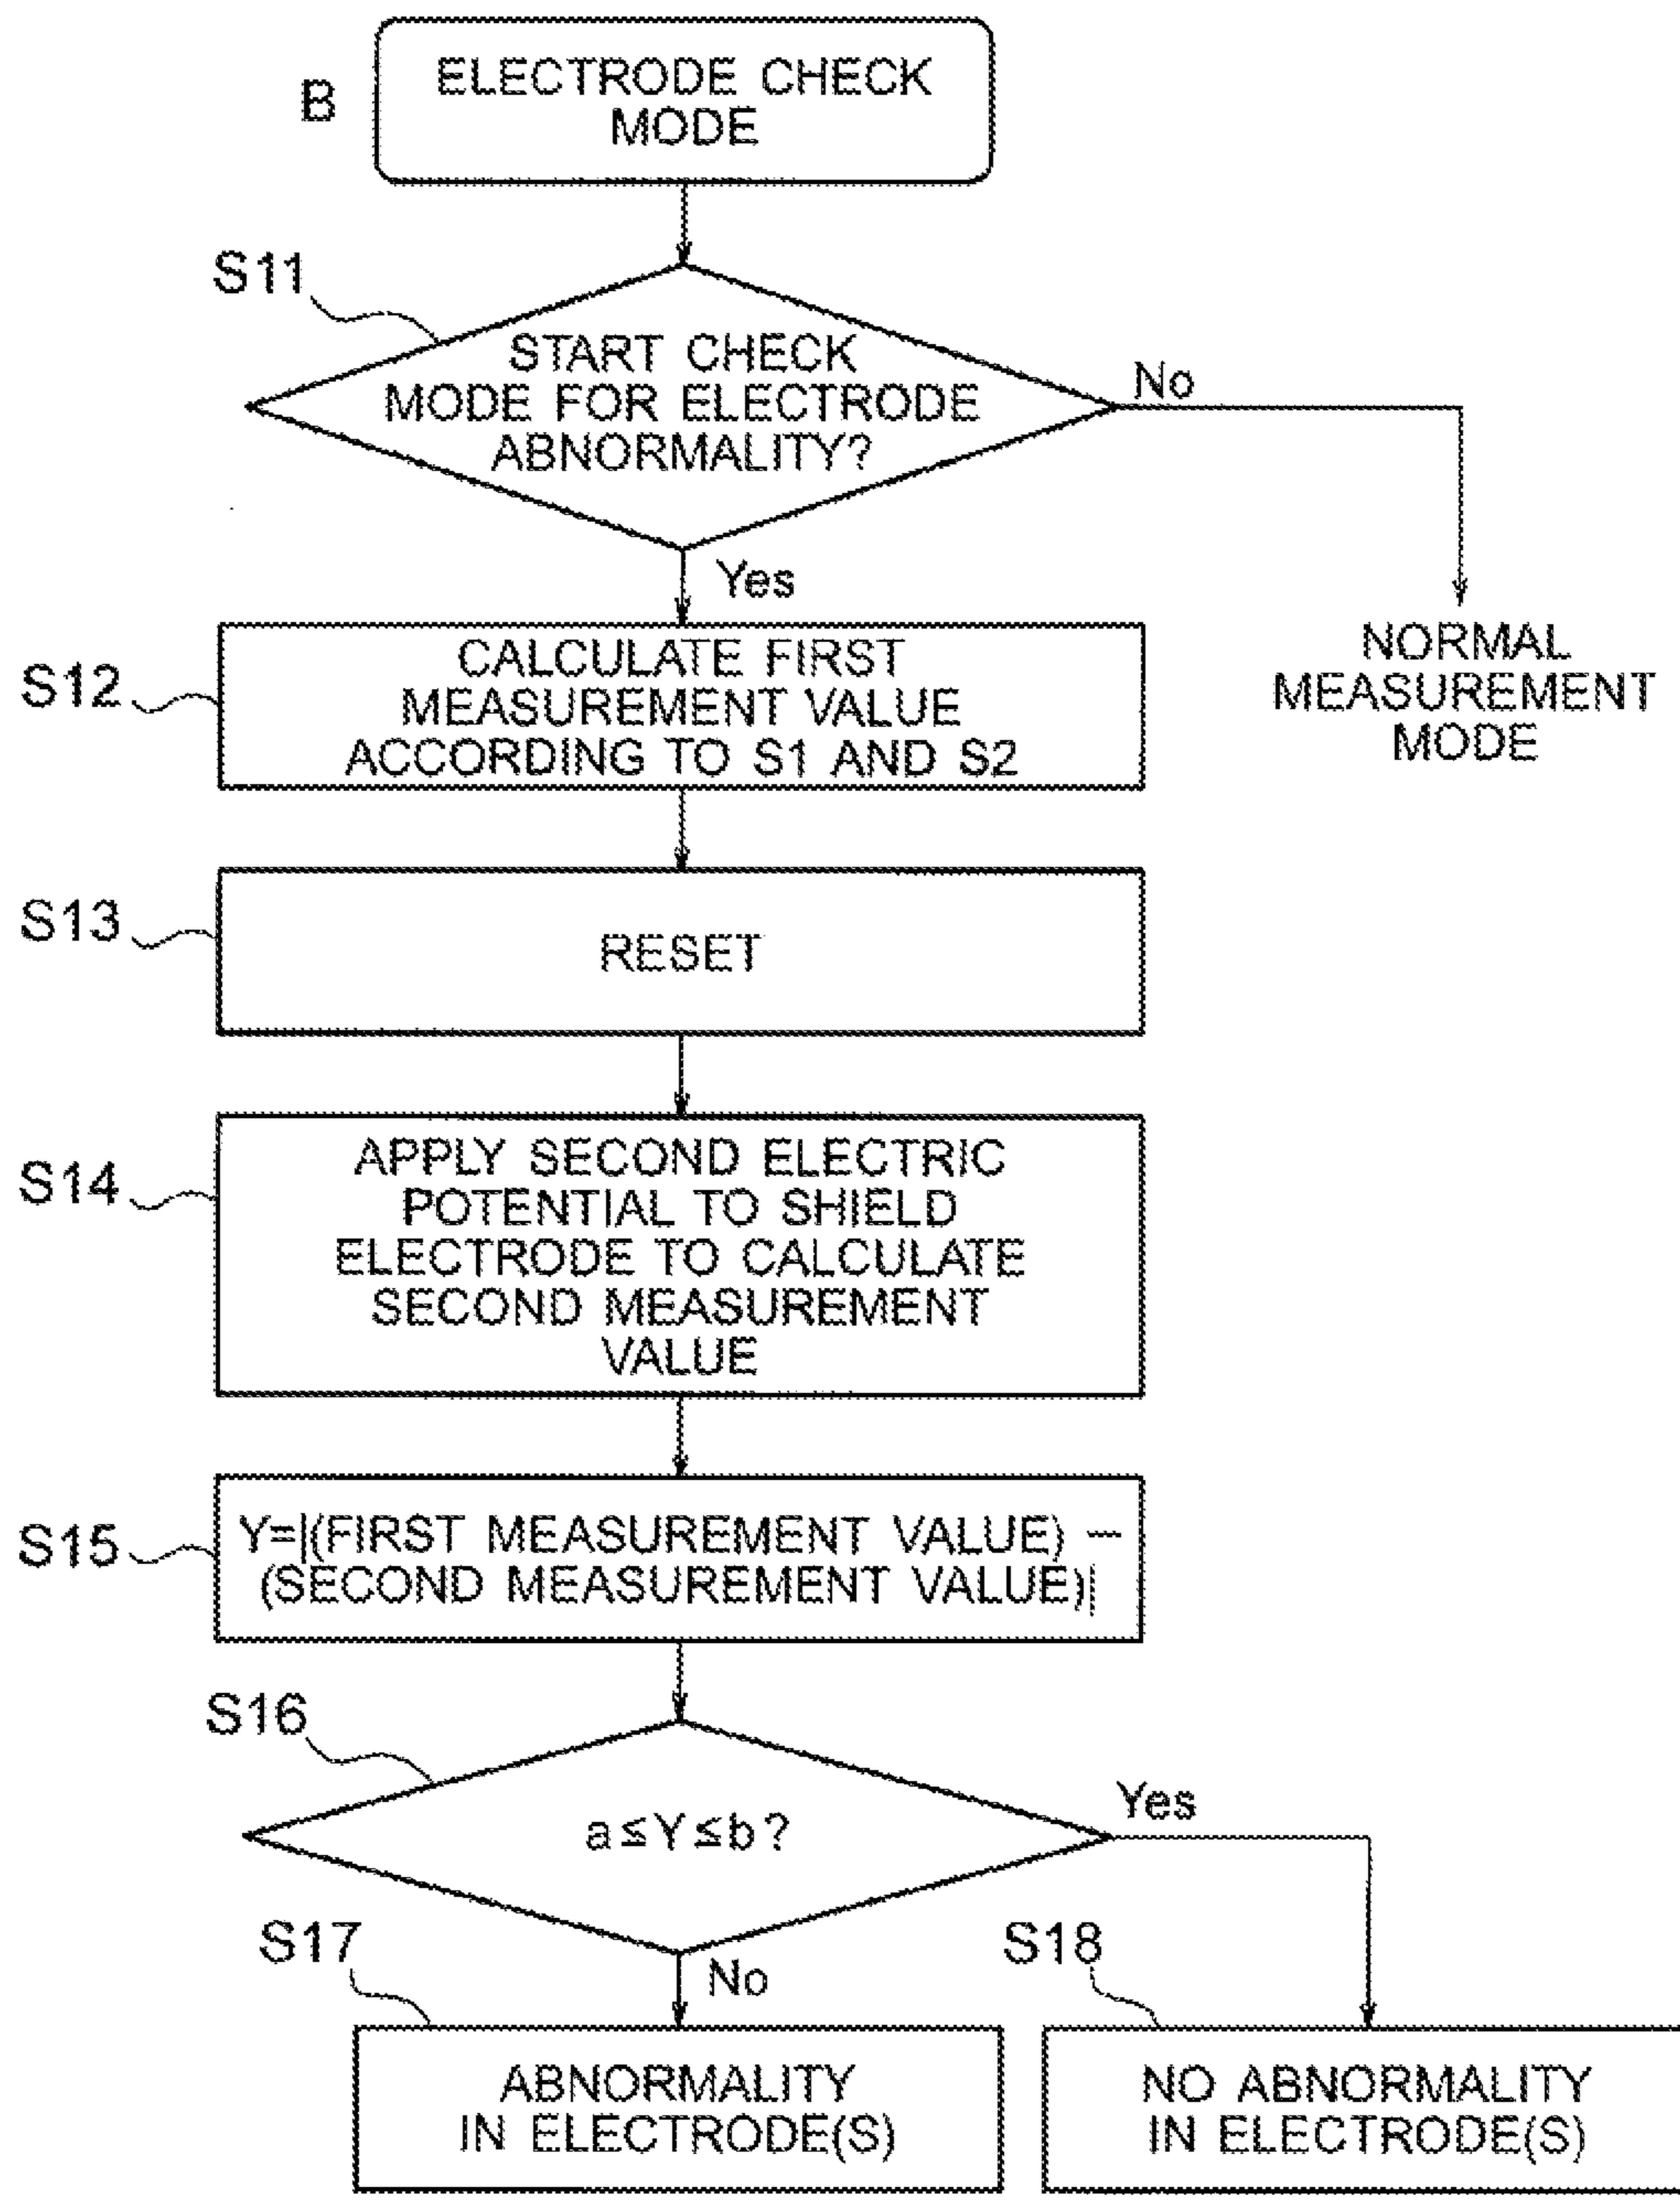 B
ELECTRODE CHECK
MODE
S11
START CHECK
MODE FOR ELECTRODE
ABNORMALITY?
No
Yes
NORMAL
MEASUREMENT
MODE
S12
CALCULATE FIRST
MEASUREMENT VALUE
ACCORDING TO S1 AND S2
S13
RESET
S14
APPLY SECOND ELECTRIC
POTENTIAL TO SHIELD
ELECTRODE TO CALCULATE
SECOND MEASUREMENT
VALUE
S15
Y=|(FIRST MEASUREMENT VALUE) —
(SECOND MEASUREMENT VALUE)|
S16
a≤Y≤b?
Yes
No
S17
ABNORMALITY
IN ELECTRODE(S)
S18
NO ABNORMALITY
IN ELECTRODE(S)